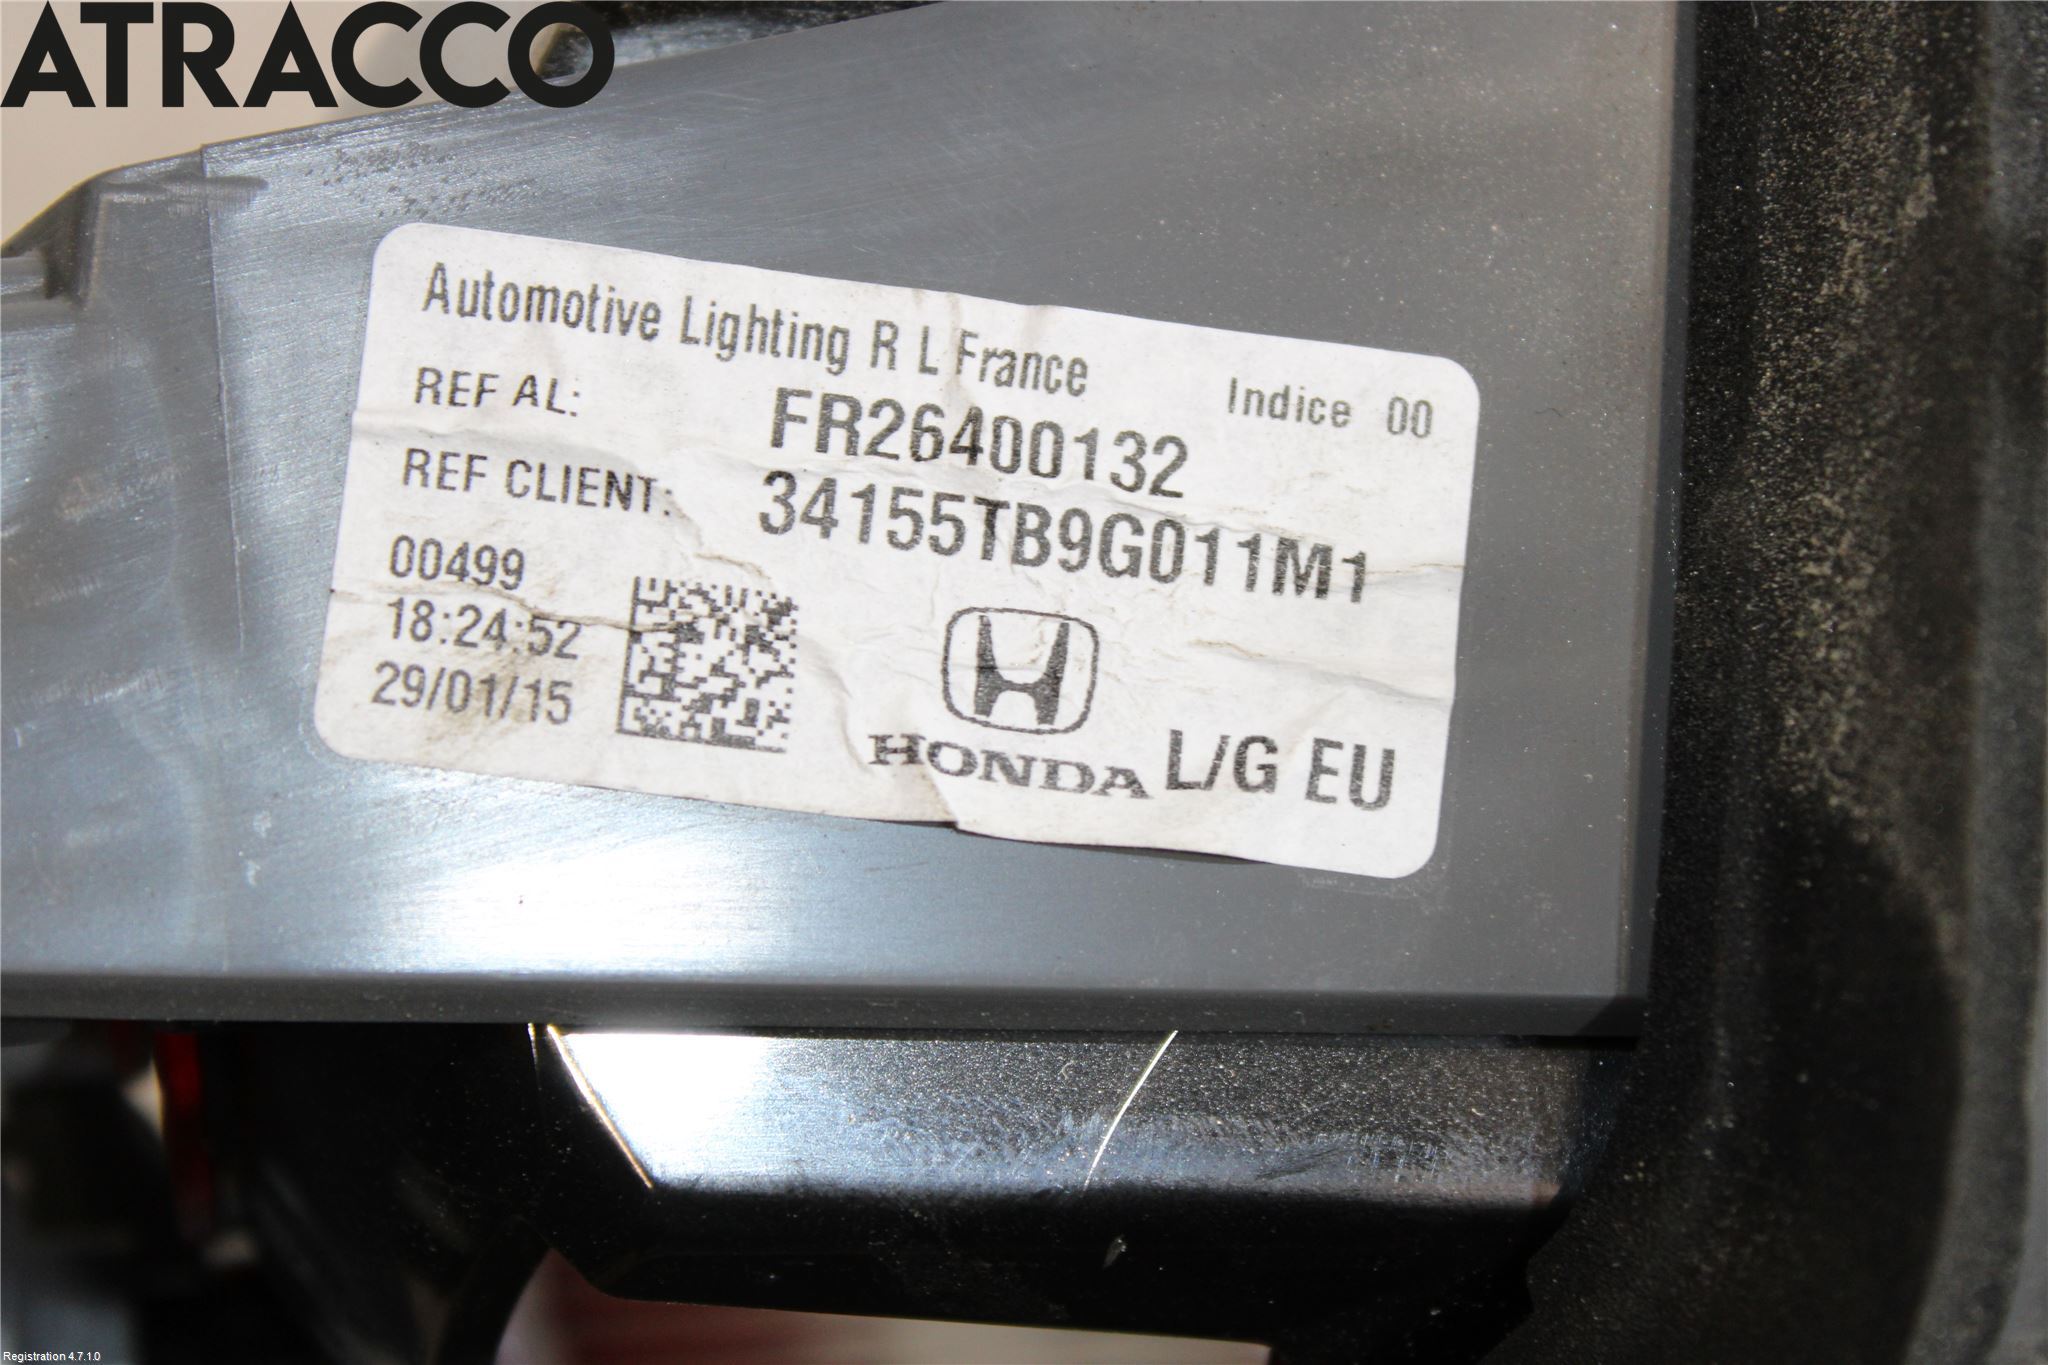 ATRACCO
Automotive Lighting R L France
Indice 00
REF AL: FR26400132
REF CLIENT: 34155TB9G011M1
00499
18:24:52
29/01/15
HONDA L/G EU
Registration 4.7.1.0